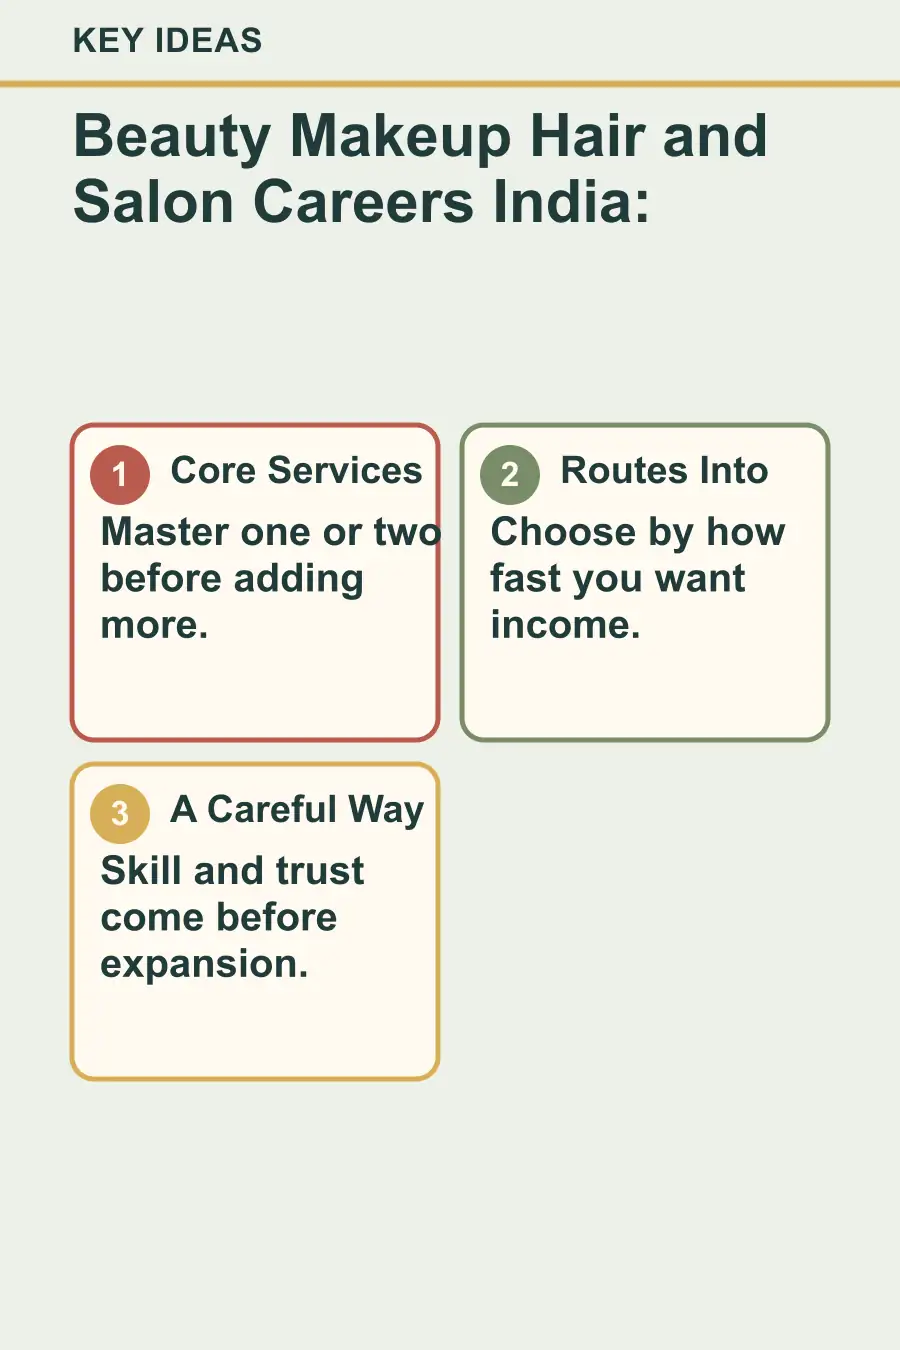 KEY IDEAS
Beauty Makeup Hair and
Salon Careers India:
1 Core Services
Master one or two
before adding
more.
2 Routes Into
Choose by how
fast you want
income.
3 A Careful Way
Skill and trust
come before
expansion.